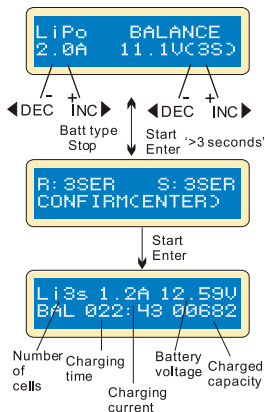 LiPo BALANCE
2.0A 11.1V(3S)
- + - +
DEC INC DEC INC
Batt type
Stop
Start
Enter
'>3 seconds'
R: 3SER S: 3SER
CONFIRM(ENTER)
Start
Enter
Li3s 1.2A 12.59V
BAL 022:43 00682
Number
of
cells
Charging
time
Charging
current
Battery
voltage
Charged
capacity